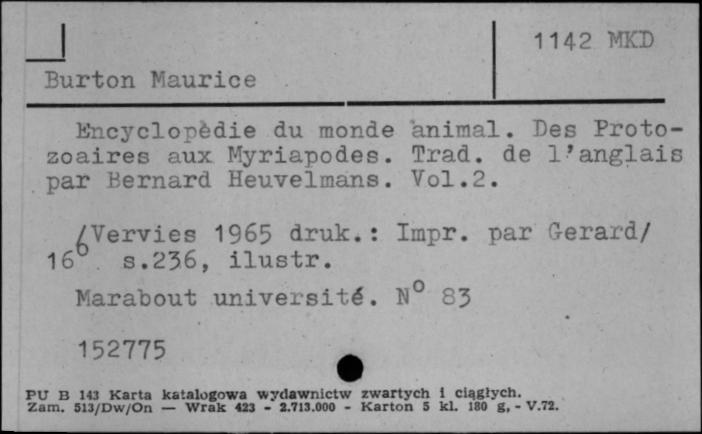 1142 MKD
Burton Maurice
Encyclopèdie du monde animal. Des Proto-
zoaires aux Myriapodes. Trad. de l'anglais
par Bernard Heuvelmans. Vol.2.
/Vervies 1965 druk.: Impr. par Gerard/
16° s.236, ilustr.
Marabout université. N° 83
152775
PU B 143 Karta katalogowa wydawnictw zwartych i ciągłych.
Zam. 513/Dw/On — Wrak 423 - 2.713.000 - Karton 5 kl. 180 g, - V.72.